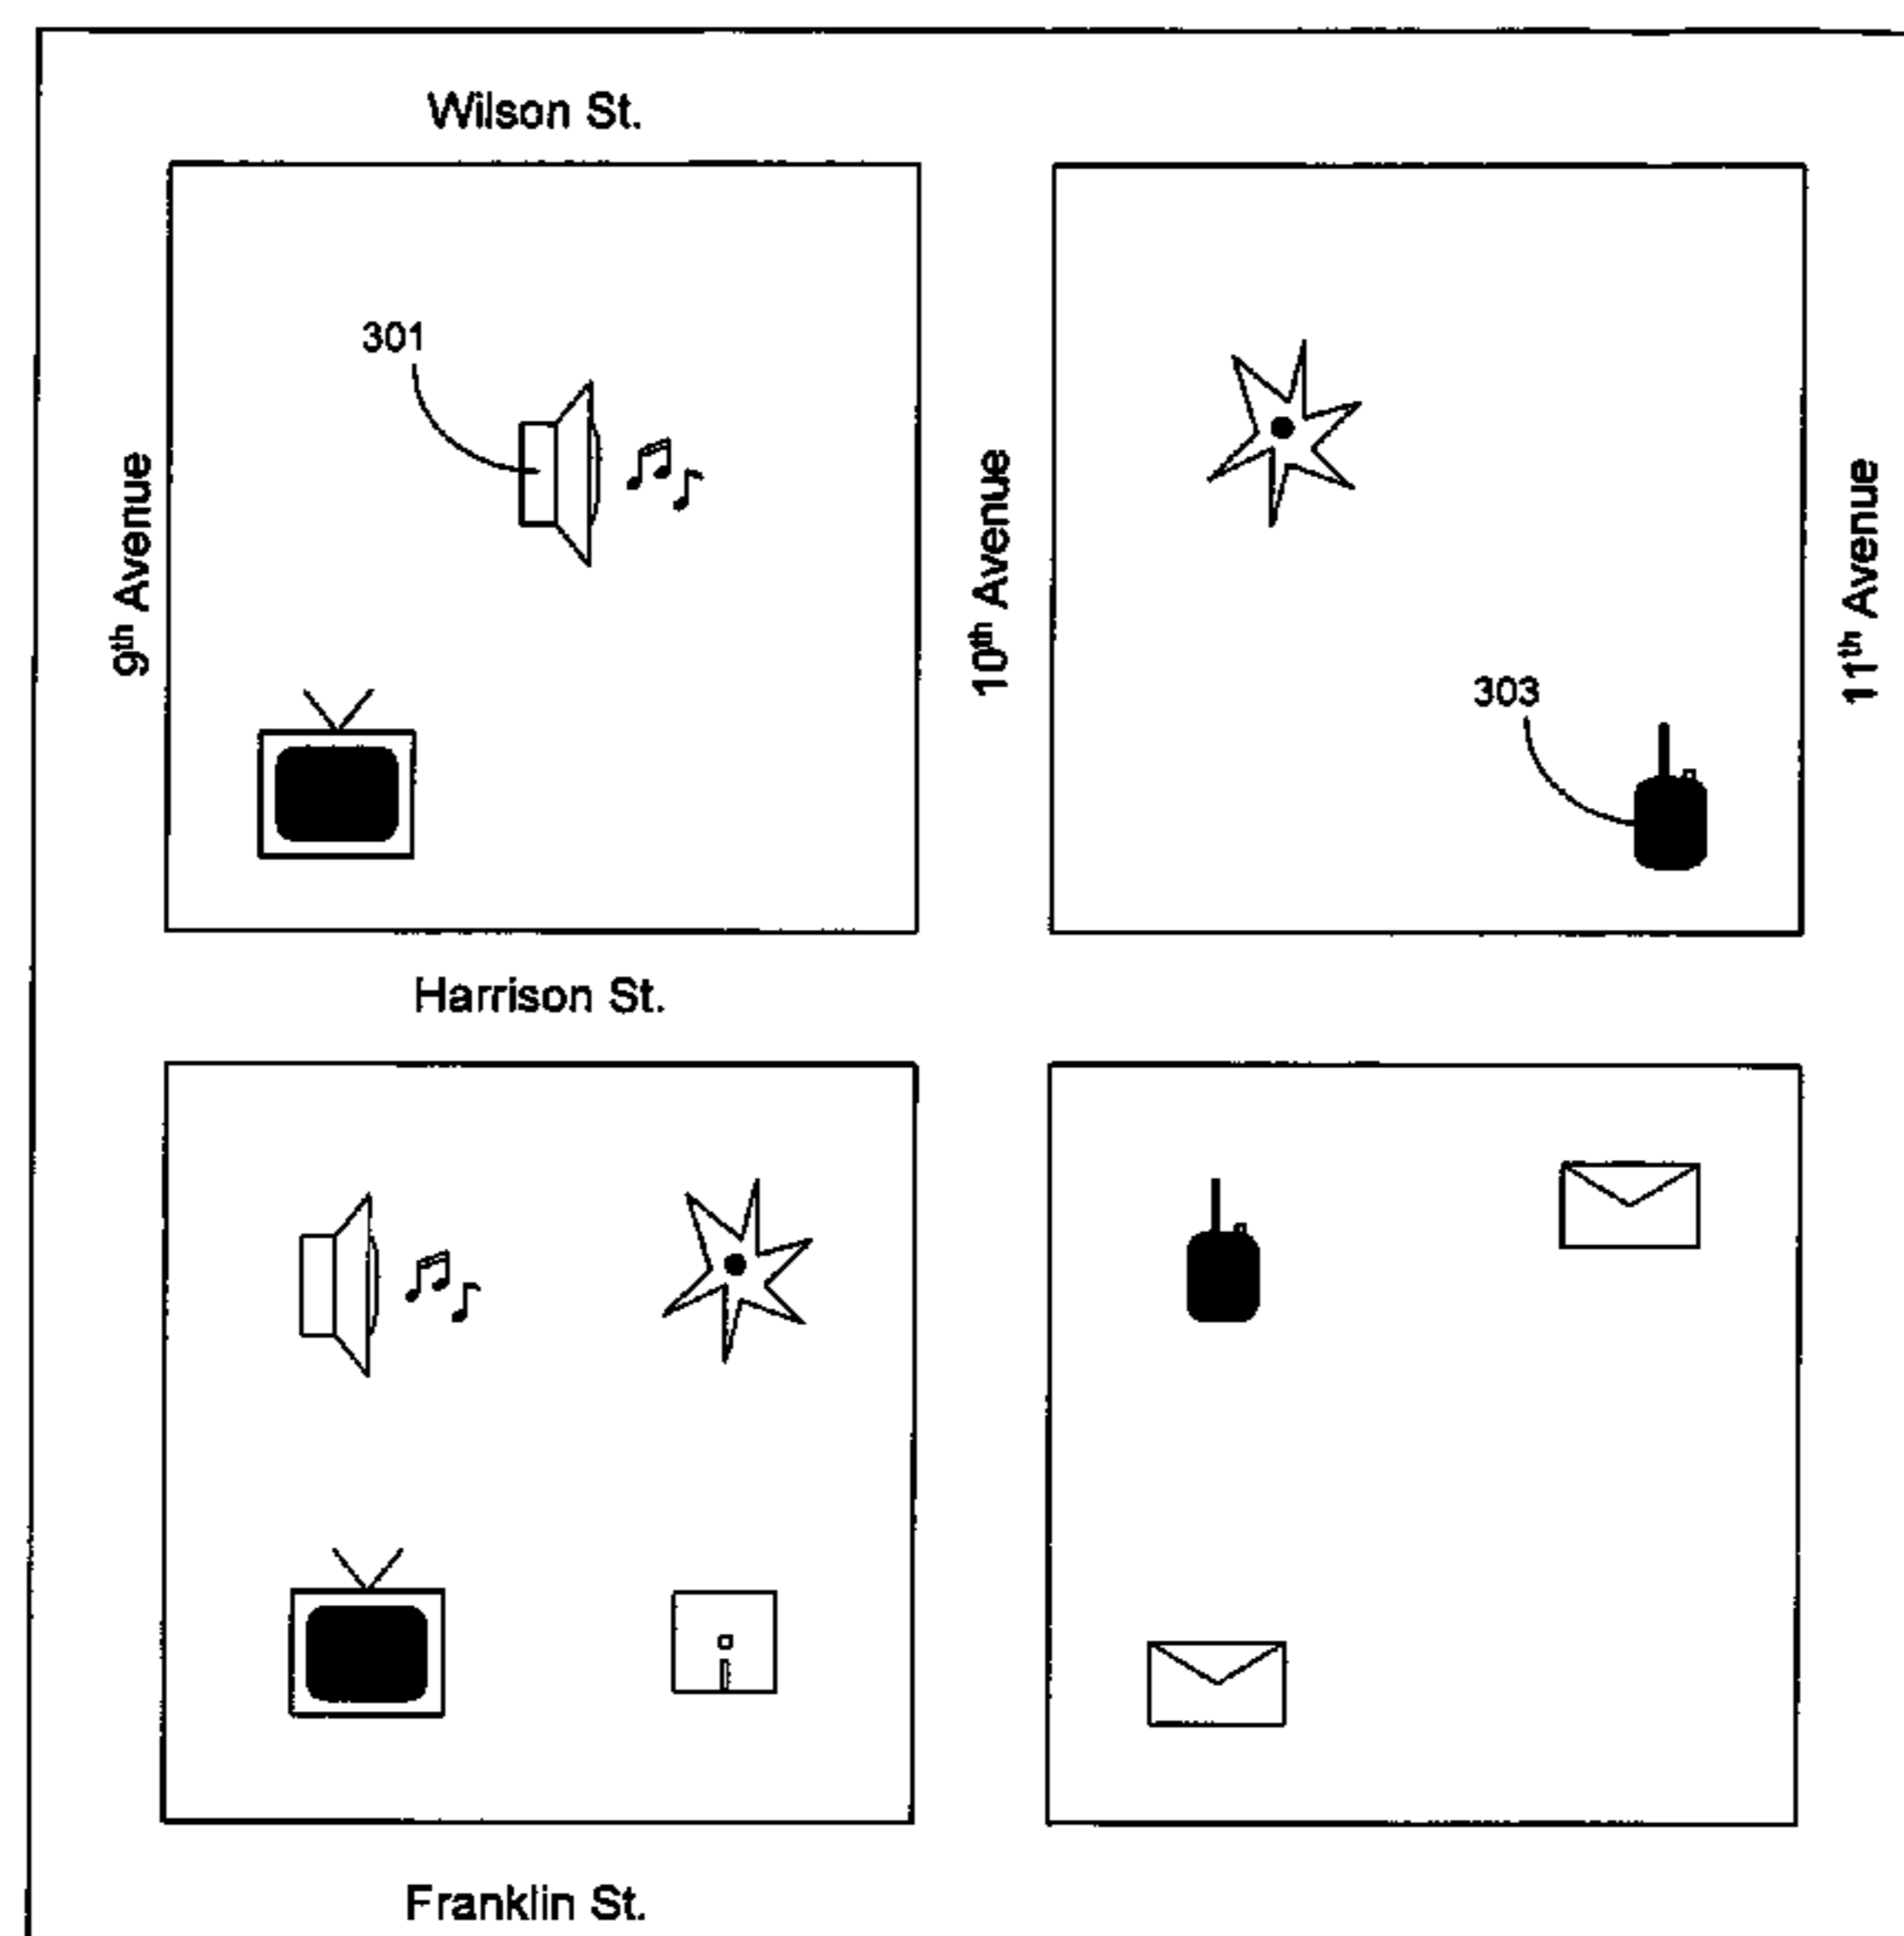 Wilson St.
301
9th Avenue
10th Avenue
11th Avenue
303
Harrison St.
Franklin St.